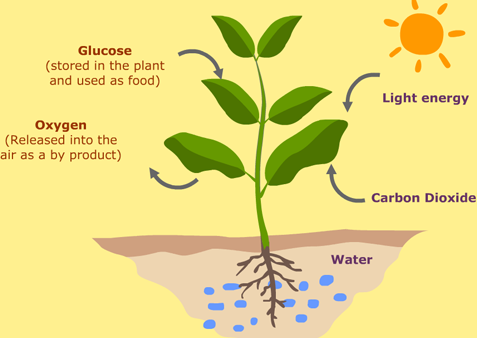 Glucose
(stored in the plant
and used as food)
Light energy
Oxygen
(Released into the
air as a by product)
Carbon Dioxide
Water